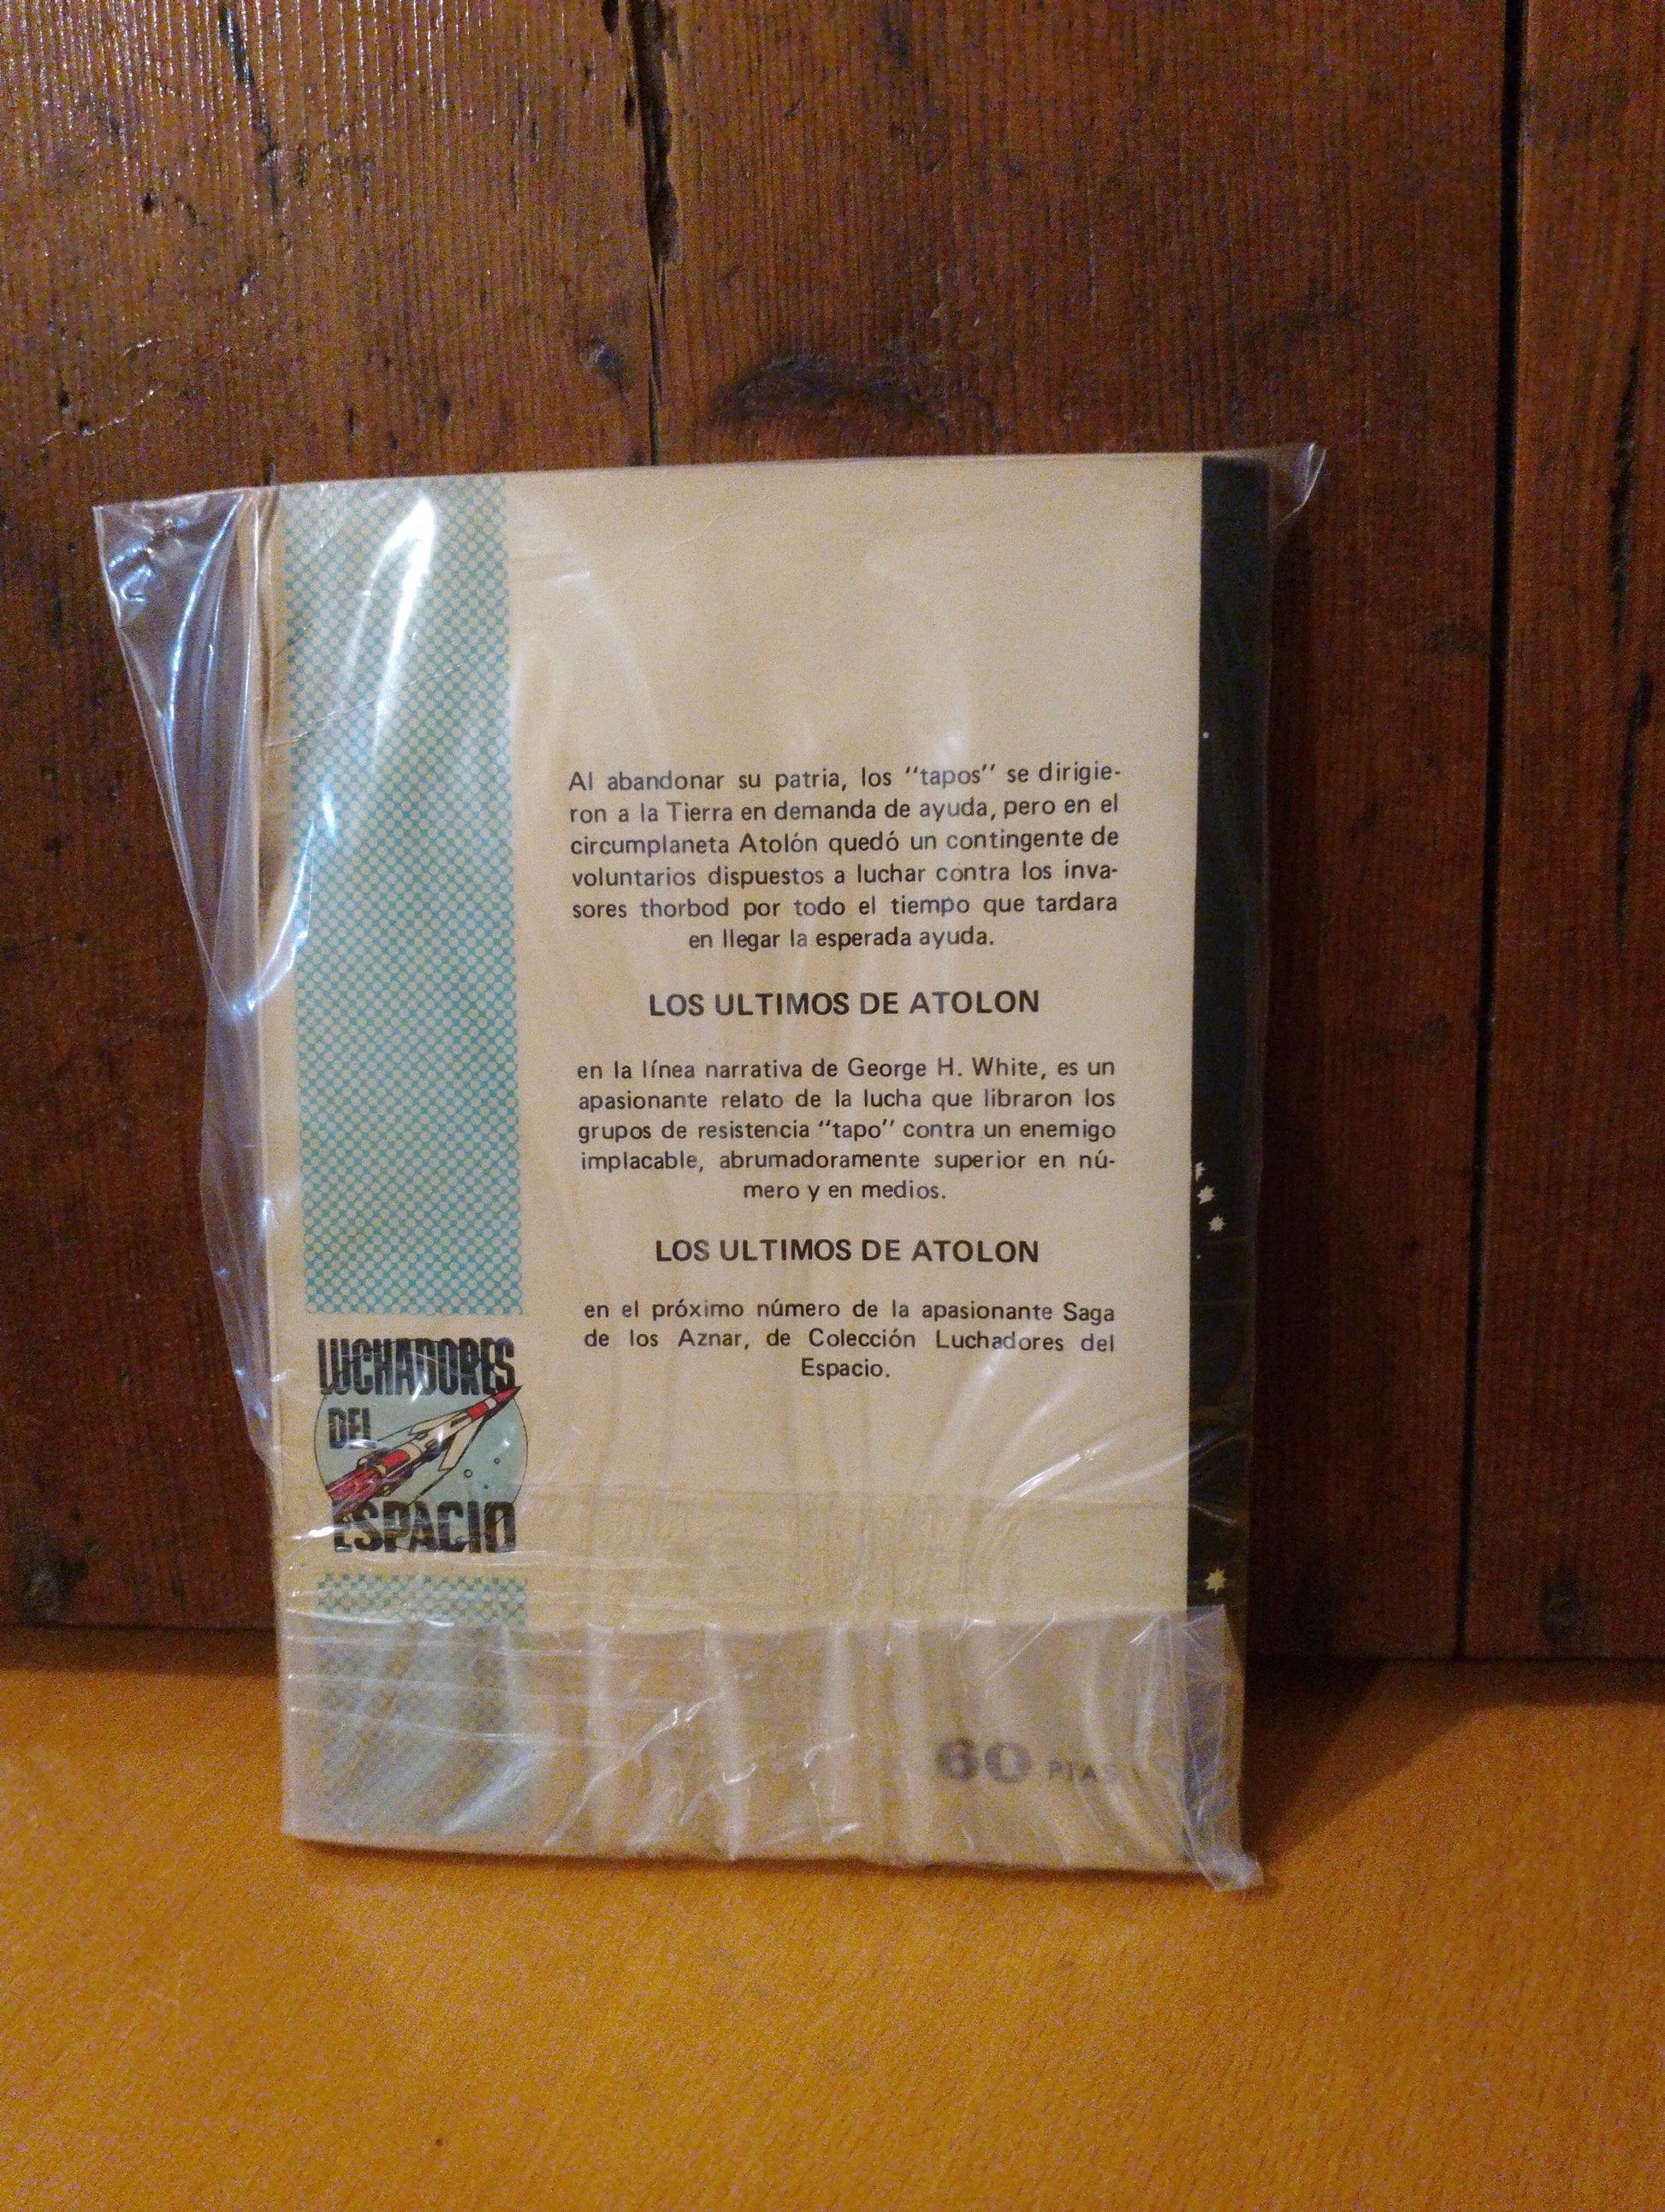 Al abandonar su patria, los "tapos" se dirigie-
ron a la Tierra en demanda de ayuda, pero en el
circumplaneta Atolón quedó un contingente de
voluntarios dispuestos a luchar contra los inva-
sores thorbod por todo el tiempo que tardara
en llegar la esperada ayuda.
LOS ULTIMOS DE ATOLON
en la línea narrativa de George H. White, es un
apasionante relato de la lucha que libraron los
grupos de resistencia "tapo" contra un enemigo
implacable, abrumadoramente superior en nú-
mero y en medios.
LOS ULTIMOS DE ATOLON
en el próximo número de la apasionante Saga
de los Aznar, de Colección Luchadores del
Espacio.
LUCHADORES
DEL
ESPACIO
60 PTAS